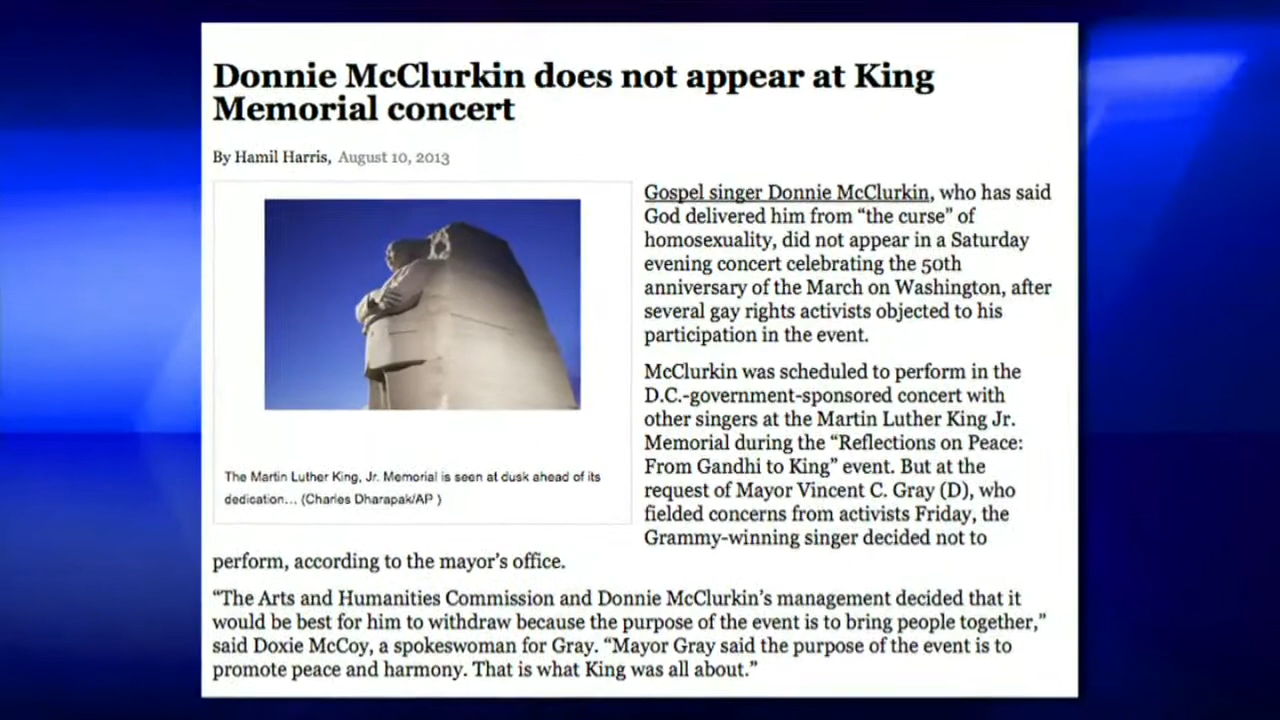 Donnie McClurkin does not appear at King
Memorial concert
By Hamil Harris, August 10, 2013
The Martin Luther King, Jr. Memorial is seen at dusk ahead of its
dedication... (Charles Dharapak/AP )
Gospel singer Donnie McClurkin, who has said
God delivered him from “the curse” of
homosexuality, did not appear in a Saturday
evening concert celebrating the 50th
anniversary of the March on Washington, after
several gay rights activists objected to his
participation in the event.
McClurkin was scheduled to perform in the
D.C.-government-sponsored concert with
other singers at the Martin Luther King Jr.
Memorial during the “Reflections on Peace:
From Gandhi to King” event. But at the
request of Mayor Vincent C. Gray (D), who
fielded concerns from activists Friday, the
Grammy-winning singer decided not to
perform, according to the mayor’s office.
“The Arts and Humanities Commission and Donnie McClurkin’s management decided that it
would be best for him to withdraw because the purpose of the event is to bring people together,”
said Doxie McCoy, a spokeswoman for Gray. “Mayor Gray said the purpose of the event is to
promote peace and harmony. That is what King was all about.”